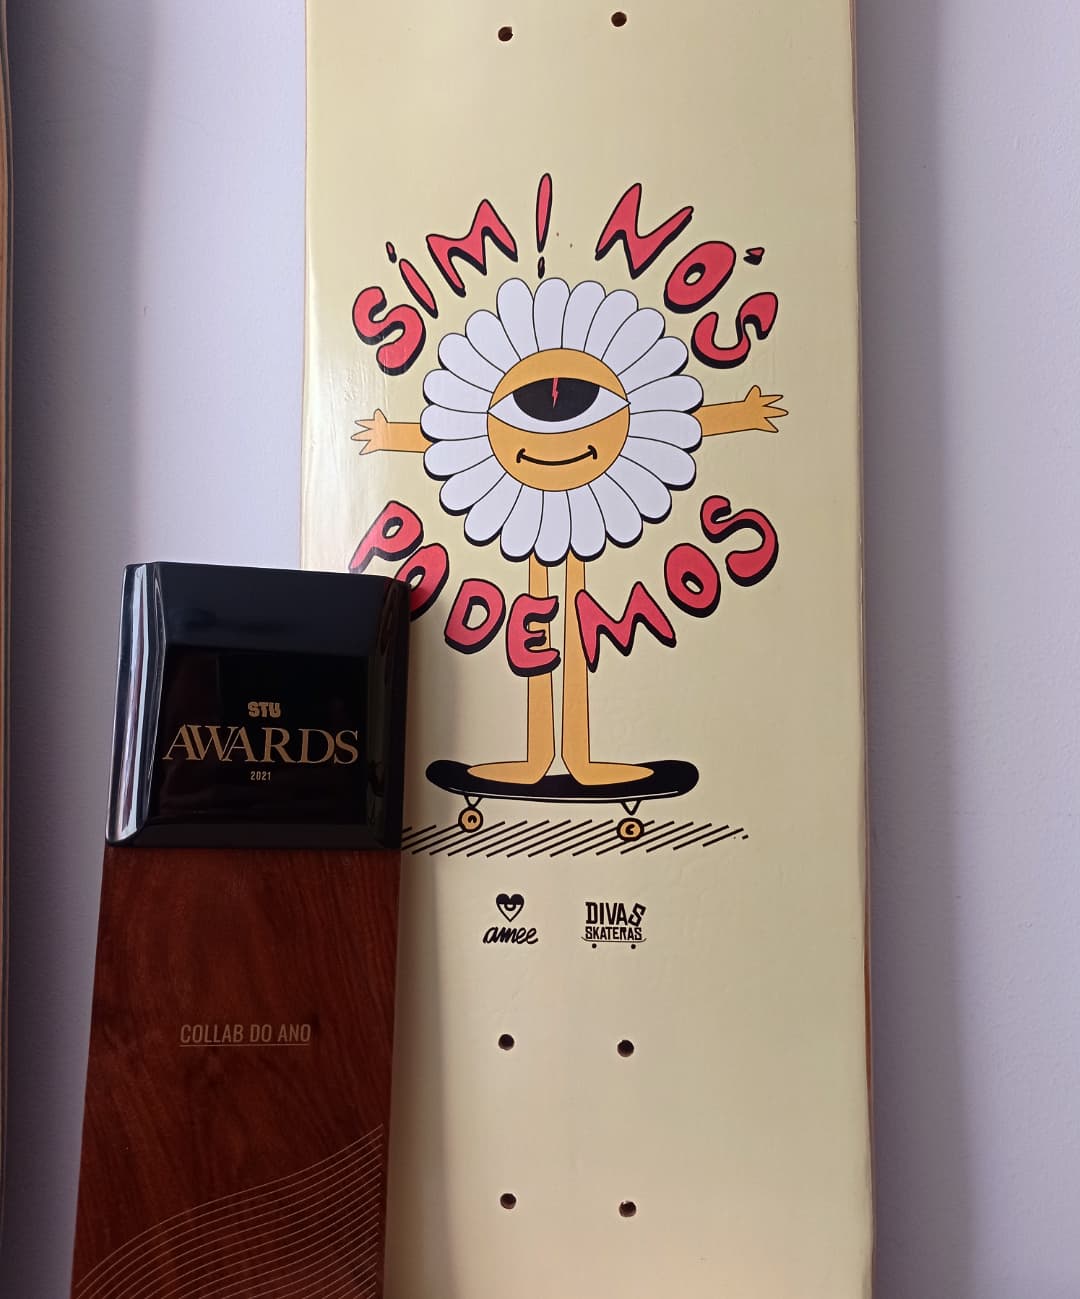 SIM! NÓS
PODEMOS
STU
AWARDS
2021
amee
DIVAS
SKATERAS
COLLAB DO ANO